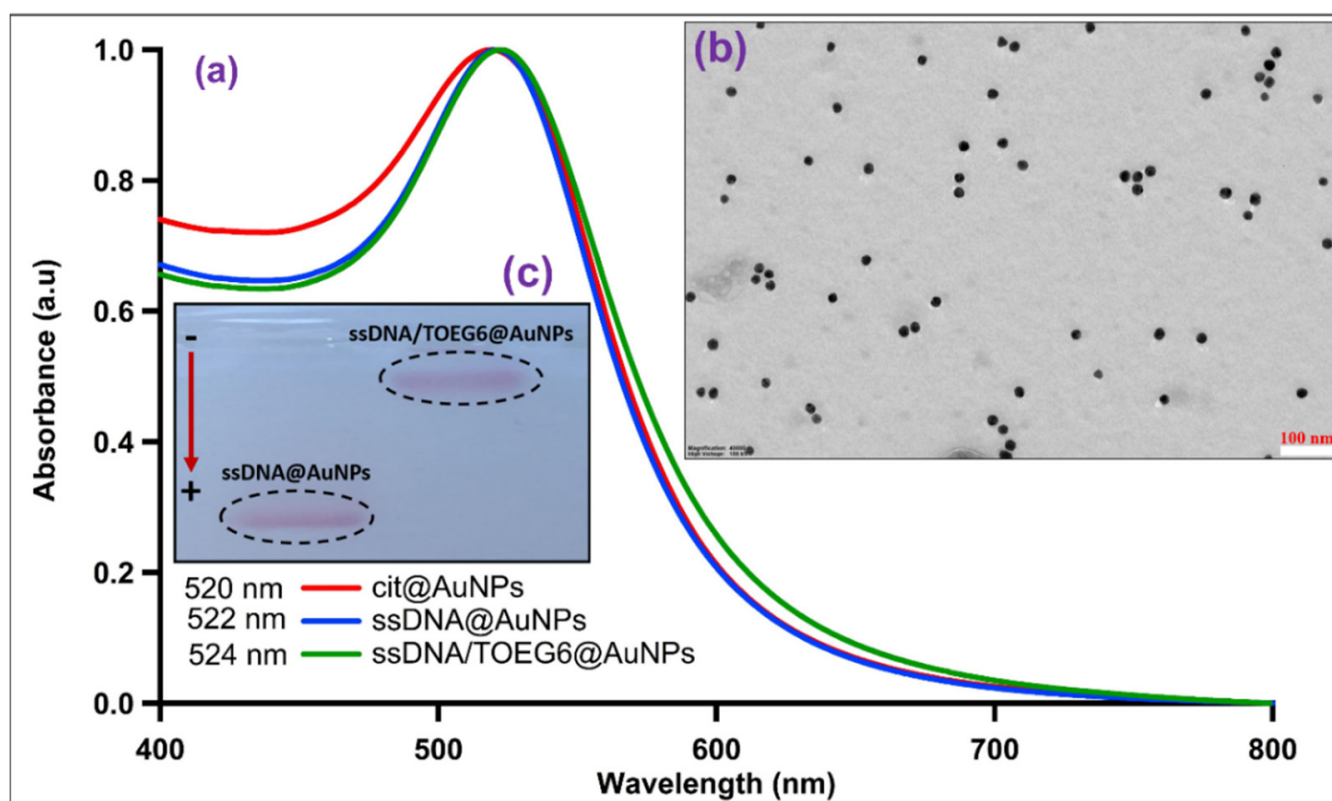 (a)
(b)
(c)
Absorbance (a.u)
1.0
0.8
0.6
0.4
0.2
0.0
400
500
600
700
800
Wavelength (nm)
-
ssDNA/TOEG6@AuNPs
ssDNA@AuNPs
+
520 nm cit@AuNPs
522 nm ssDNA@AuNPs
524 nm ssDNA/TOEG6@AuNPs
100 nm